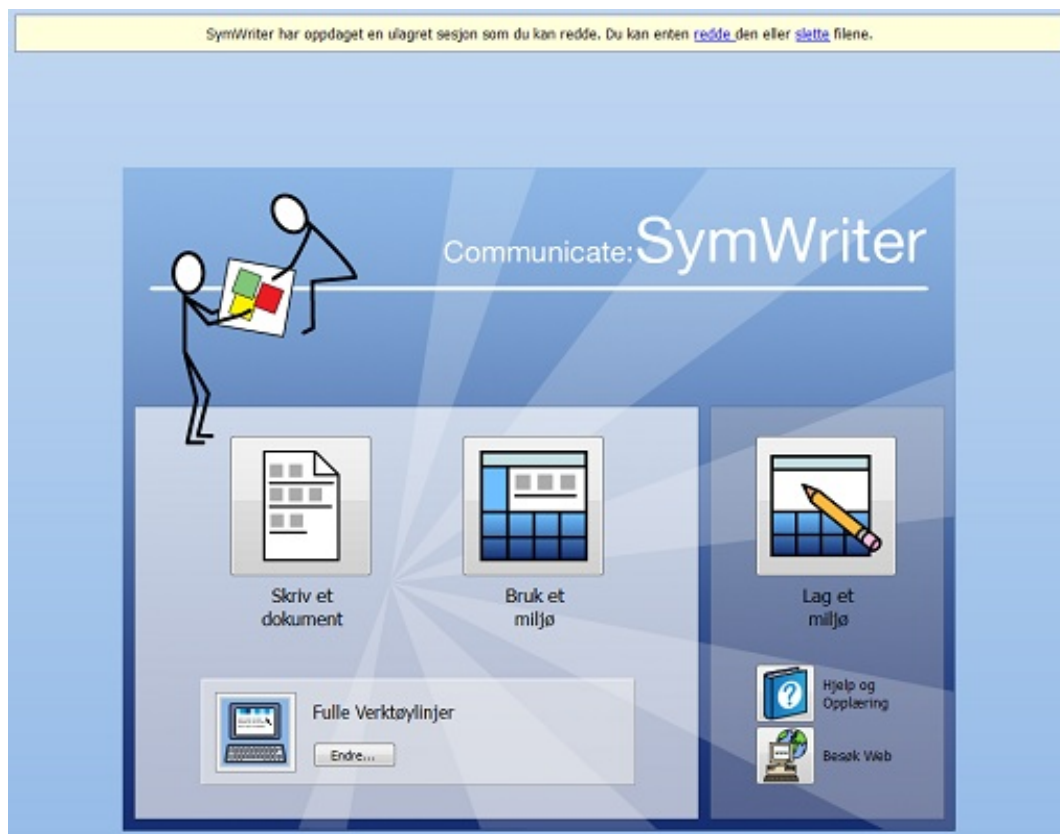 SymWriter har oppdaget en ulagret sesjon som du kan redde. Du kan enten redde den eller slette filene.
Communicate: SymWriter
Skriv et
dokument
Bruk et
miljø
Lag et
miljø
Fulle Verktøylinjer
Endre...
Hjelp og
Opplæring
Besøk Web